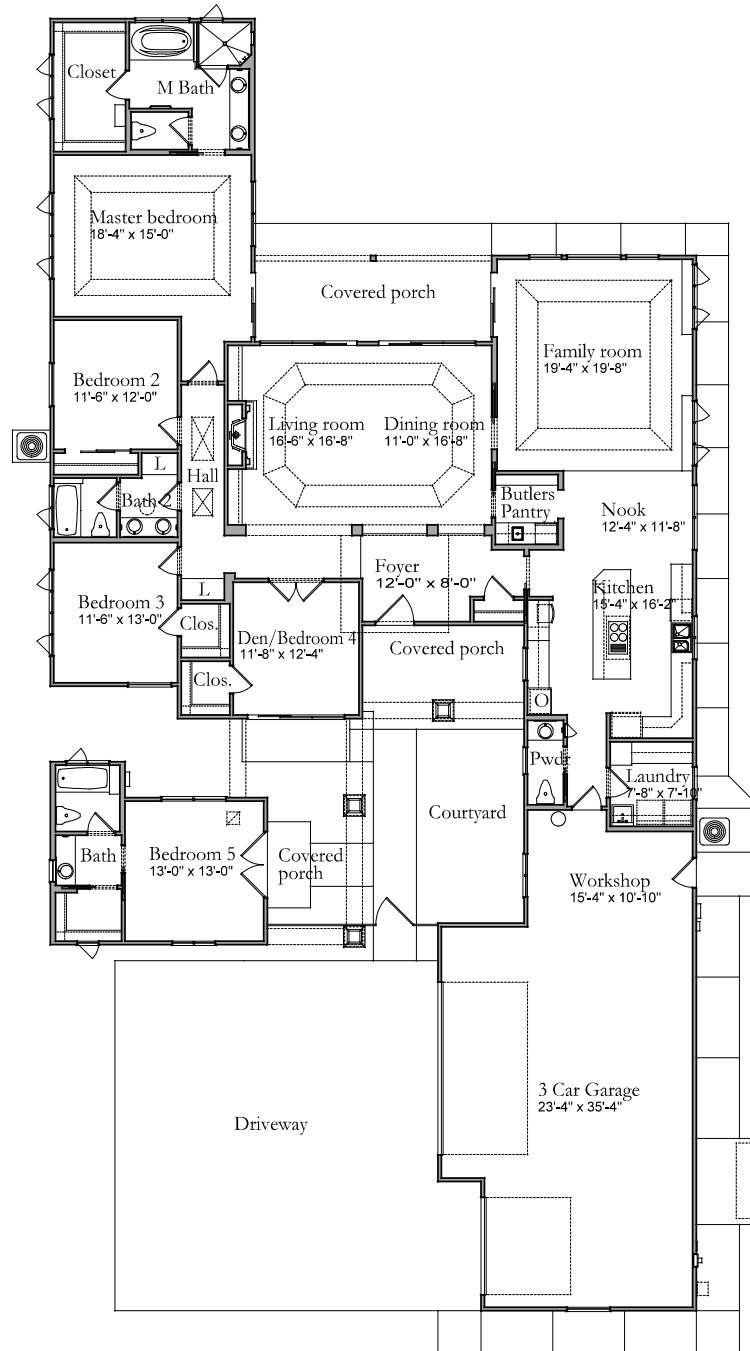 Closet
M Bath
Master bedroom
18'-4" x 15'-0"
Covered porch
Family room
19'-4" x 19'-8"
Bedroom 2
11'-6" x 12'-0"
Living room
16'-6" x 16'-8"
Dining room
11'-0" x 16'-8"
L
Hall
Bath 2
Butlers
Pantry
Nook
12'-4" x 11'-8"
Foyer
12'-0" x 8'-0"
Kitchen
15'-4" x 16'-2"
L
Bedroom 3
11'-6" x 13'-0"
Clos.
Den/Bedroom 4
11'-8" x 12'-4"
Covered porch
Clos.
O
Pwdr
Laundry
7'-8" x 7'-10"
Courtyard
Bath
Bedroom 5
13'-0" x 13'-0"
Covered
porch
Workshop
15'-4" x 10'-10"
3 Car Garage
23'-4" x 35'-4"
Driveway